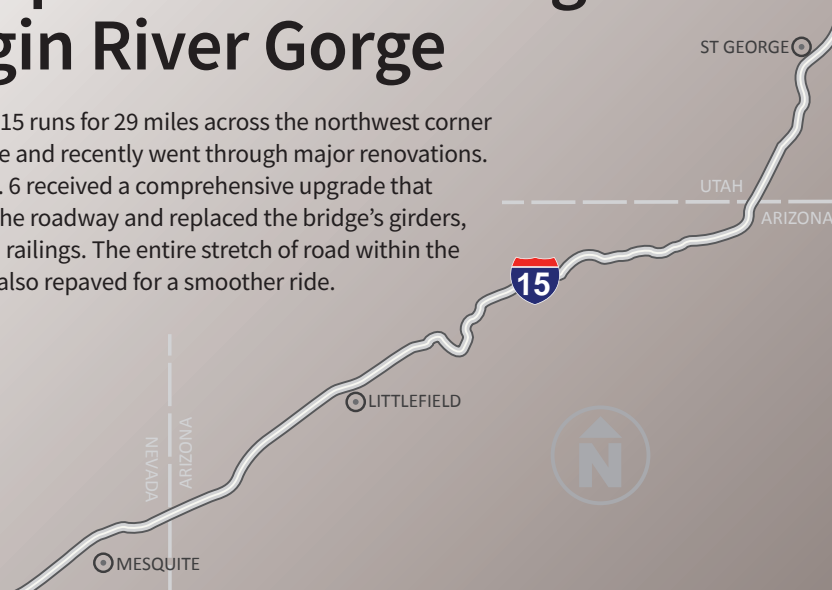 gin River Gorge
15 runs for 29 miles across the northwest corner
e and recently went through major renovations.
. 6 received a comprehensive upgrade that
he roadway and replaced the bridge’s girders,
railings. The entire stretch of road within the
also repaved for a smoother ride.
ST GEORGE
UTAH
ARIZONA
15
LITTLEFIELD
NEVADA
ARIZONA
N
MESQUITE